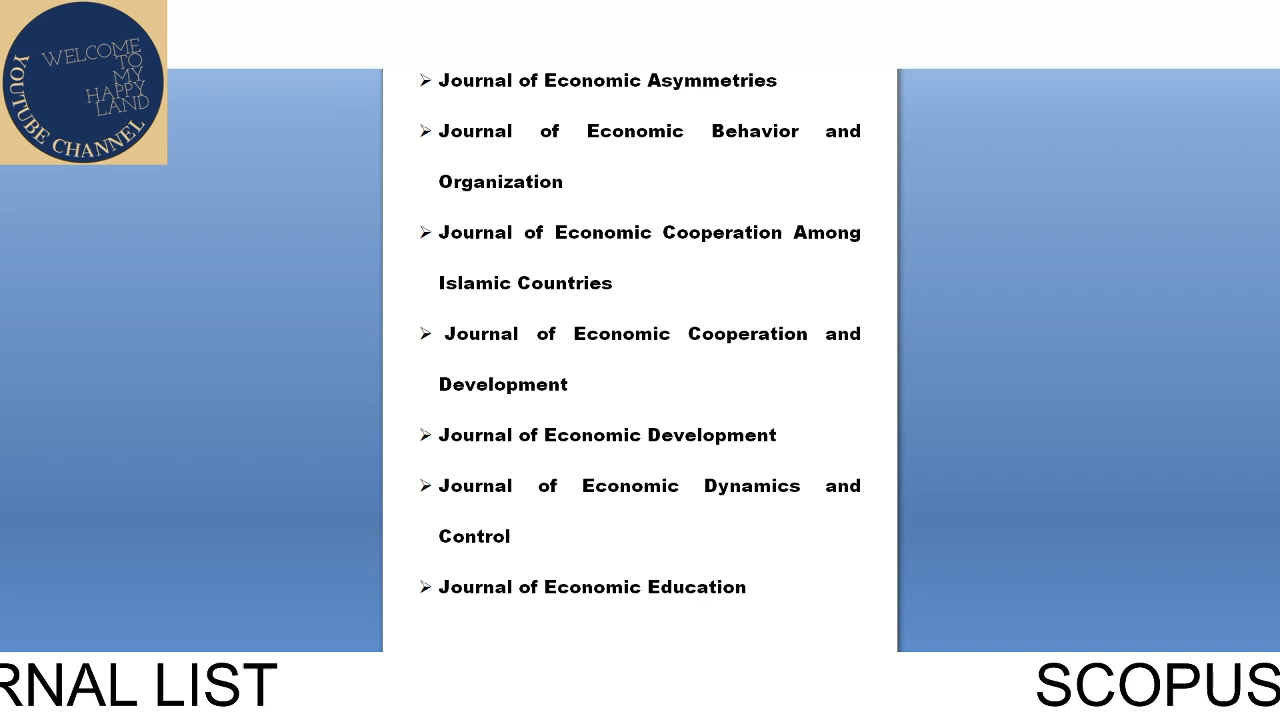 WELCOME
TO
MY
HAPPY
LAND
YOUTUBE CHANNEL
➢ Journal of Economic Asymmetries
➢ Journal of Economic Behavior and
Organization
➢ Journal of Economic Cooperation Among
Islamic Countries
➢ Journal of Economic Cooperation and
Development
➢ Journal of Economic Development
➢ Journal of Economic Dynamics and
Control
➢ Journal of Economic Education
RNAL LIST SCOPUS